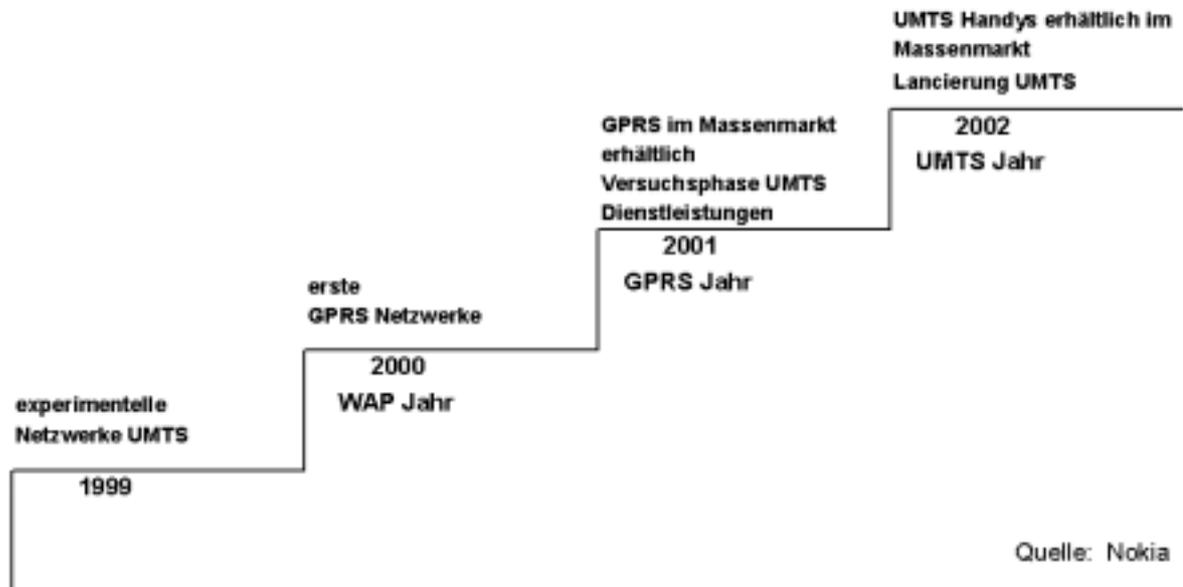 UMTS Handys erhältlich im
Massenmarkt
Lancierung UMTS
2002
UMTS Jahr
GPRS im Massenmarkt
erhältlich
Versuchsphase UMTS
Dienstleistungen
2001
GPRS Jahr
erste
GPRS Netzwerke
2000
WAP Jahr
experimentelle
Netzwerke UMTS
1999
Quelle: Nokia